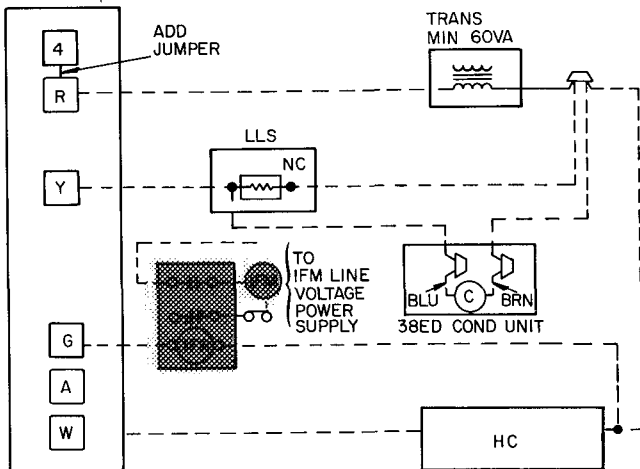 4
ADD
JUMPER
R
TRANS
MIN 60VA
LLS
NC
Y
TO
IFM LINE
VOLTAGE
POWER
SUPPLY
IFM
BLU
C
BRN
38ED COND UNIT
G
A
W
HC